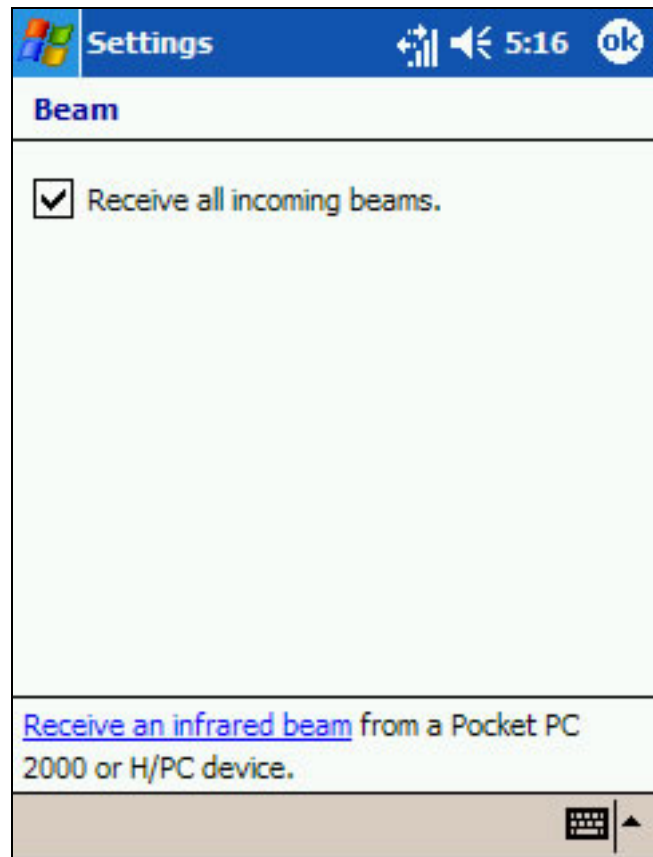 Settings 5:16 ok
Beam
Receive all incoming beams.
Receive an infrared beam from a Pocket PC
2000 or H/PC device.